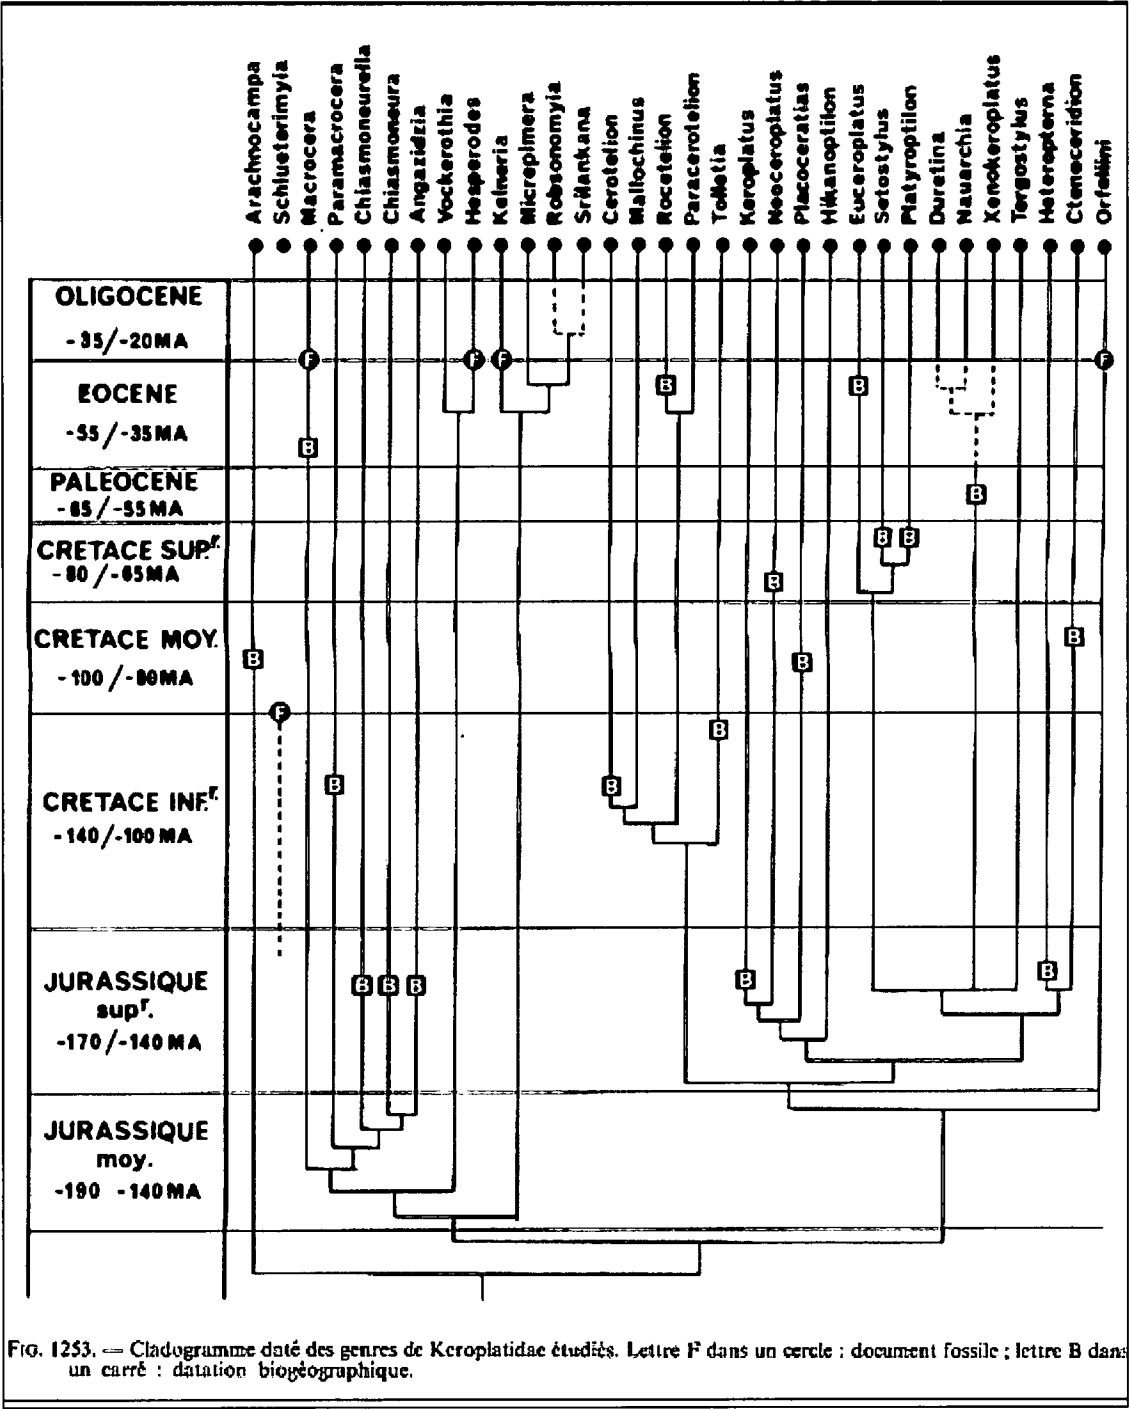 Arachnocampa
Schlueterimyia
Macrocera
Paramacrocera
Chiasmoneurella
Chiasmoneura
Angazidzia
Vockerothia
Hesperodes
Kelneria
Micrepimera
Robsonomyia
Srilankana
Cerotelion
Mallochinus
Rocetelion
Paracerotelion
Tolletia
Keroplatus
Neoceroplatus
Placoceratias
Hikanoptilon
Euceroplatus
Setostylus
Platyroptilon
Duretina
Nauarchia
Xenokeroplatus
Tergostylus
Heteropterna
Cteneceridion
Orfeliini
OLIGOCENE
-35/-20MA
F
F
F
F
EOCENE
-55/-35MA
B
B
B
PALEOCENE
-65/-55MA
B
CRETACE SUP.r.
-80/-65MA
B
B
B
CRETACE MOY.
-100/-80MA
B
B
B
F
CRETACE INF.r.
-140/-100MA
B
B
B
JURASSIQUE
supr.
-170/-140MA
B
B
B
B
B
JURASSIQUE
moy.
-190 -140MA
FIG. 1253. — Cladogramme daté des genres de Keroplatidae étudiés. Lettre F dans un cercle : document fossile ; lettre B dans
un carré : datation biogéographique.